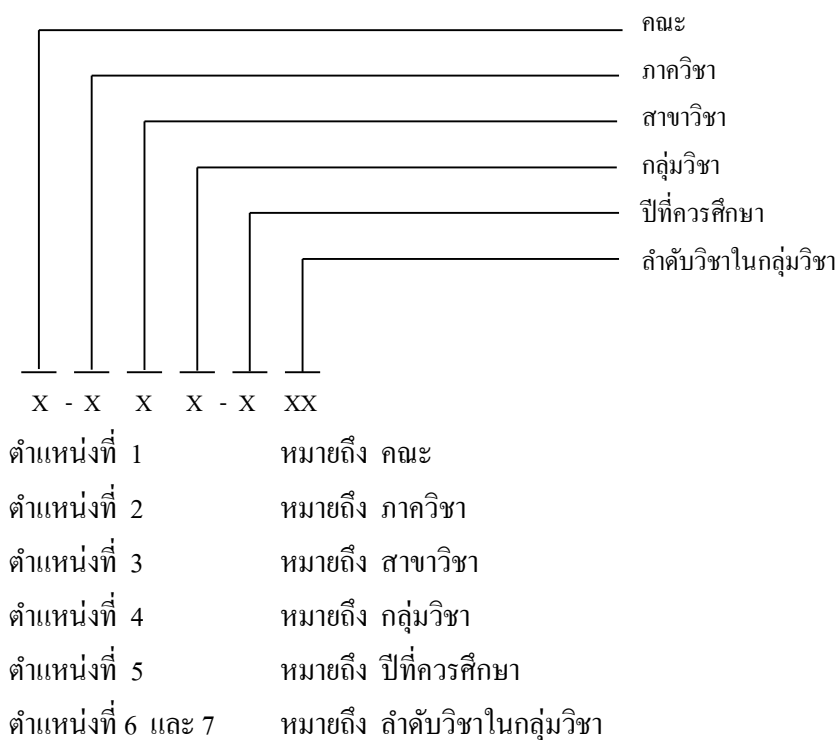 คณะ
ภาควิชา
สาขาวิชา
กลุ่มวิชา
ปีที่ควรศึกษา
ลำดับวิชาในกลุ่มวิชา
X - X X X - X XX
ตำแหน่งที่ 1 หมายถึง คณะ
ตำแหน่งที่ 2 หมายถึง ภาควิชา
ตำแหน่งที่ 3 หมายถึง สาขาวิชา
ตำแหน่งที่ 4 หมายถึง กลุ่มวิชา
ตำแหน่งที่ 5 หมายถึง ปีที่ควรศึกษา
ตำแหน่งที่ 6 และ 7 หมายถึง ลำดับวิชาในกลุ่มวิชา